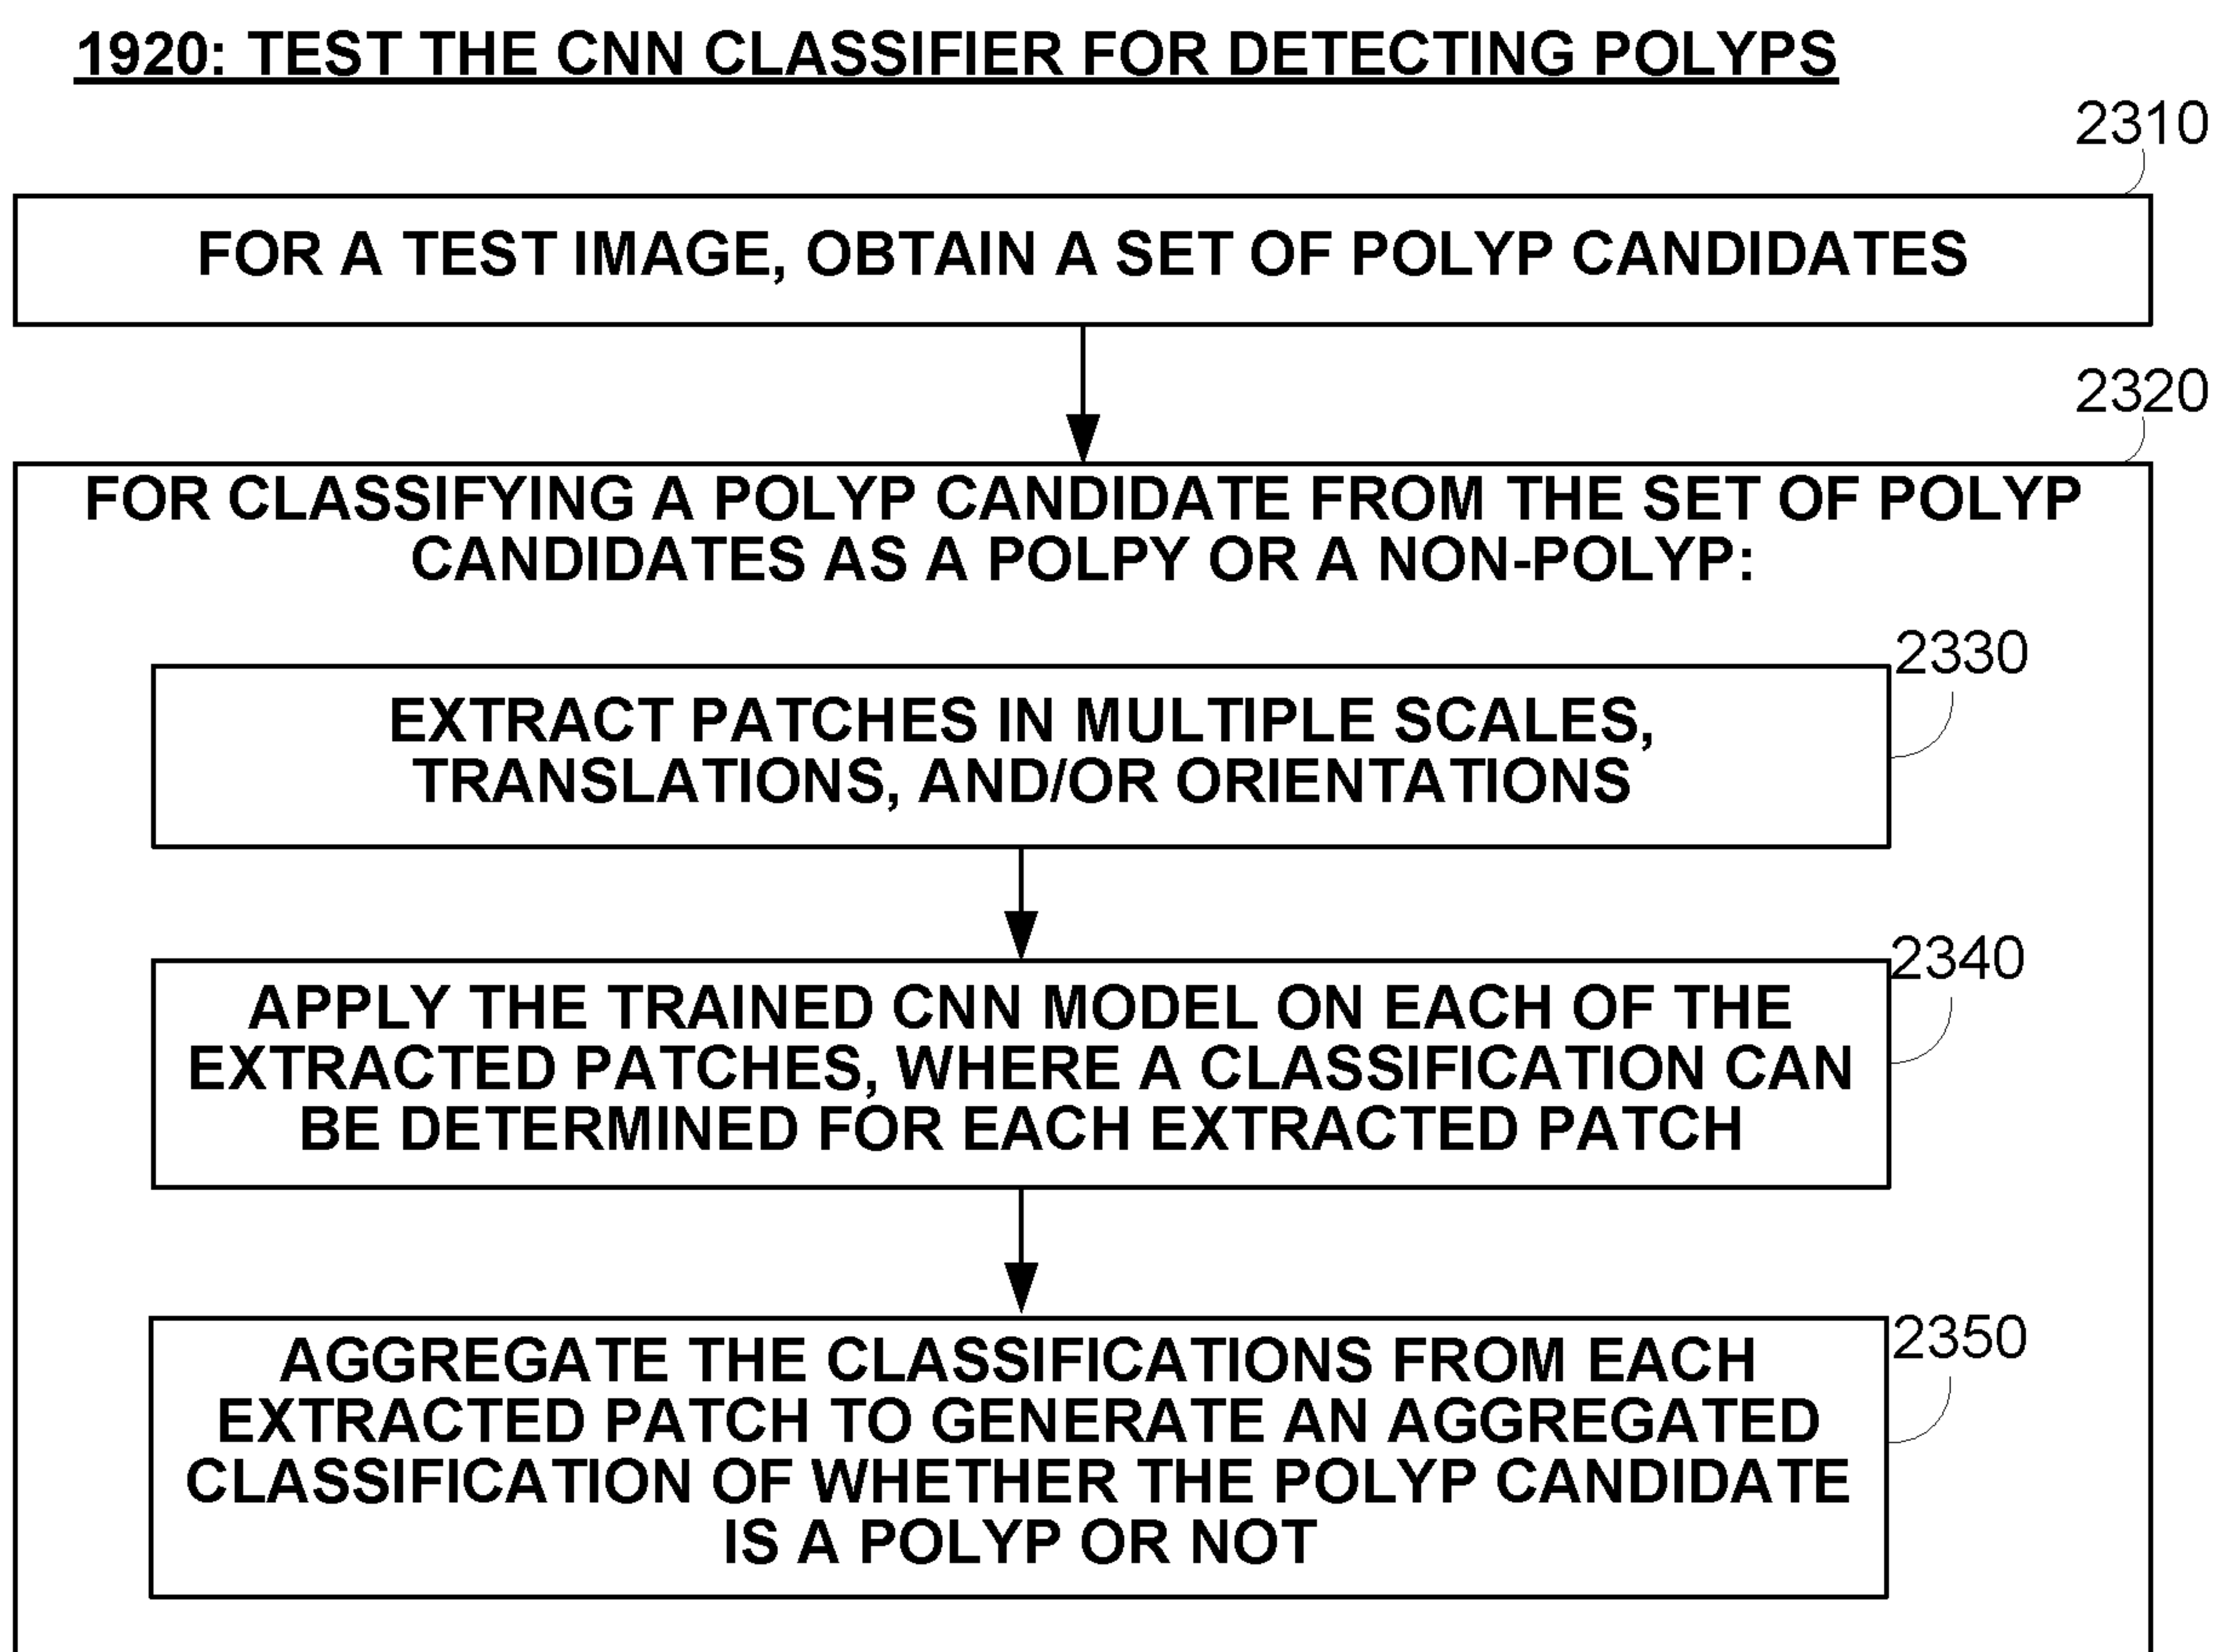 1920: TEST THE CNN CLASSIFIER FOR DETECTING POLYPS
2310
FOR A TEST IMAGE, OBTAIN A SET OF POLYP CANDIDATES
2320
FOR CLASSIFYING A POLYP CANDIDATE FROM THE SET OF POLYP
CANDIDATES AS A POLPY OR A NON-POLYP:
2330
EXTRACT PATCHES IN MULTIPLE SCALES,
TRANSLATIONS, AND/OR ORIENTATIONS
2340
APPLY THE TRAINED CNN MODEL ON EACH OF THE
EXTRACTED PATCHES, WHERE A CLASSIFICATION CAN
BE DETERMINED FOR EACH EXTRACTED PATCH
2350
AGGREGATE THE CLASSIFICATIONS FROM EACH
EXTRACTED PATCH TO GENERATE AN AGGREGATED
CLASSIFICATION OF WHETHER THE POLYP CANDIDATE
IS A POLYP OR NOT